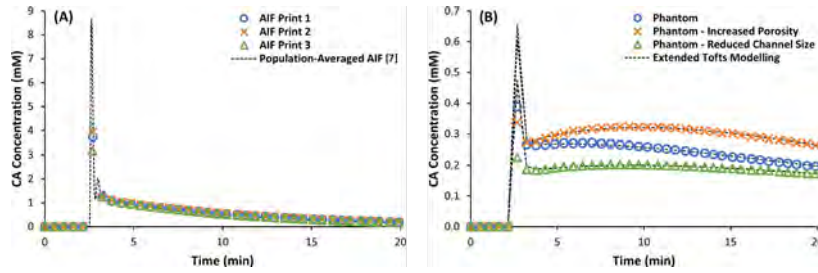 (A)
AIF Print 1
AIF Print 2
AIF Print 3
Population-Averaged AIF [7]
CA Concentration (mM)
9
8
7
6
5
4
3
2
1
0
0 5 10 15 20
Time (min)
(B)
Phantom
Phantom - Increased Porosity
Phantom - Reduced Channel Size
Extended Tofts Modelling
CA Concentration (mM)
0.7
0.6
0.5
0.4
0.3
0.2
0.1
0.0
0 5 10 15 20
Time (min)